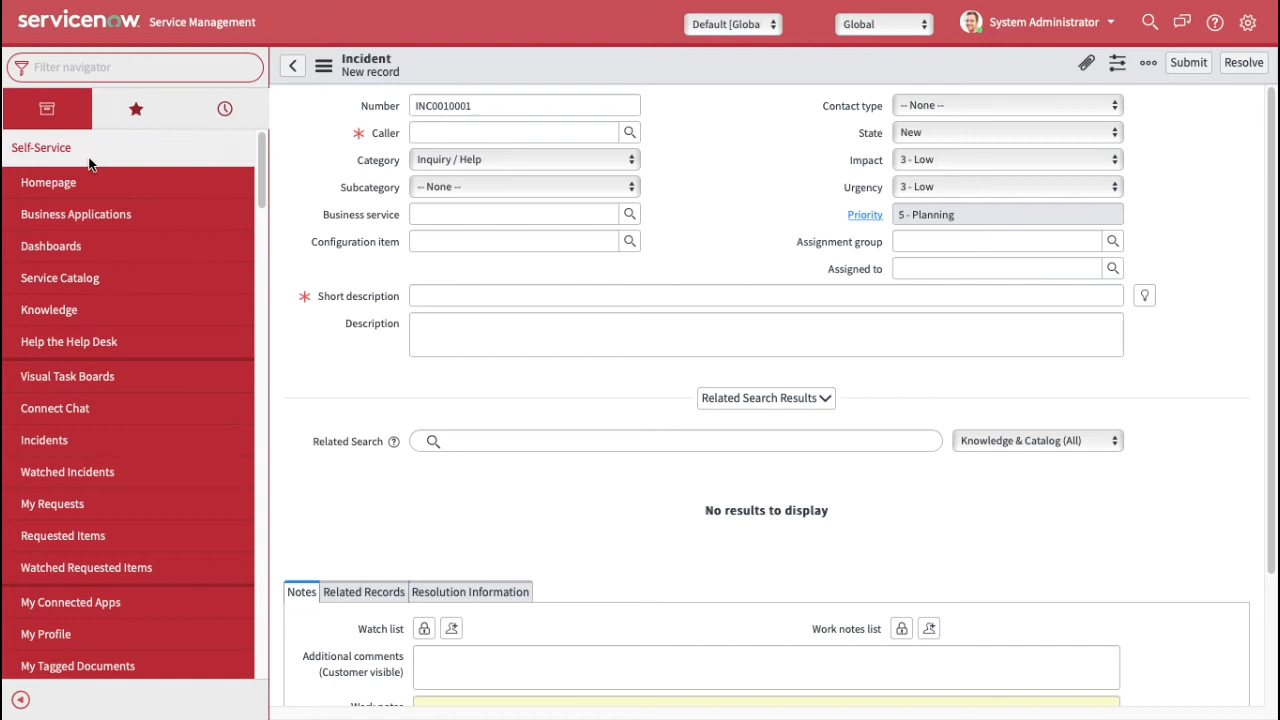 servicenow Service Management
Default [Globa
Global
System Administrator
Filter navigator
Self-Service
Homepage
Business Applications
Dashboards
Service Catalog
Knowledge
Help the Help Desk
Visual Task Boards
Connect Chat
Incidents
Watched Incidents
My Requests
Requested Items
Watched Requested Items
My Connected Apps
My Profile
My Tagged Documents
Incident
New record
Submit
Resolve
Number INC0010001
Caller
Category Inquiry / Help
Subcategory -- None --
Business service
Configuration item
Contact type -- None --
State New
Impact 3 - Low
Urgency 3 - Low
Priority 5 - Planning
Assignment group
Assigned to
Short description
Description
Related Search Results
Related Search Knowledge & Catalog (All)
No results to display
Notes Related Records Resolution Information
Watch list
Work notes list
Additional comments
(Customer visible)
Work notes